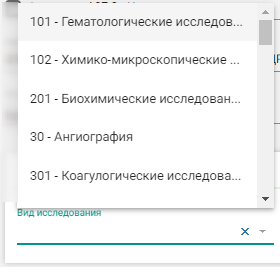 101 - Гематологические исследов...
102 - Химико-микроскопические ...
201 - Биохимические исследован...
30 - Ангиография
301 - Коагулогические исследова...
Вид исследования